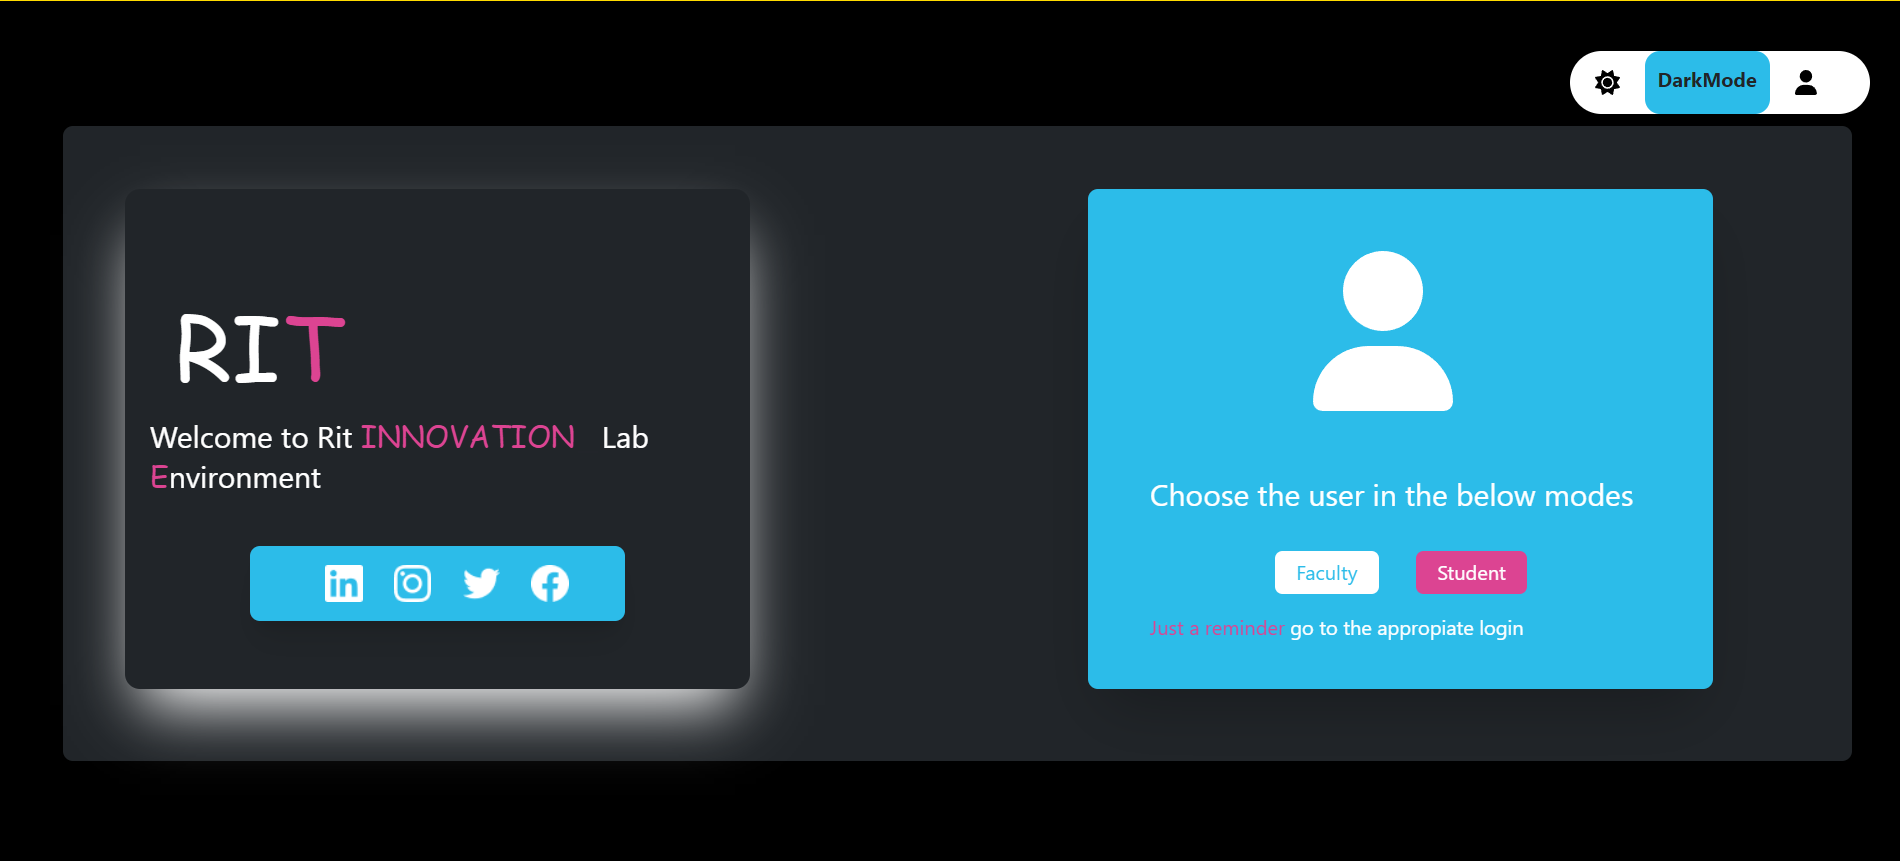 DarkMode
RIT
Welcome to Rit INNOVATION Lab
Environment
Choose the user in the below modes
Faculty Student
Just a reminder go to the appropiate login